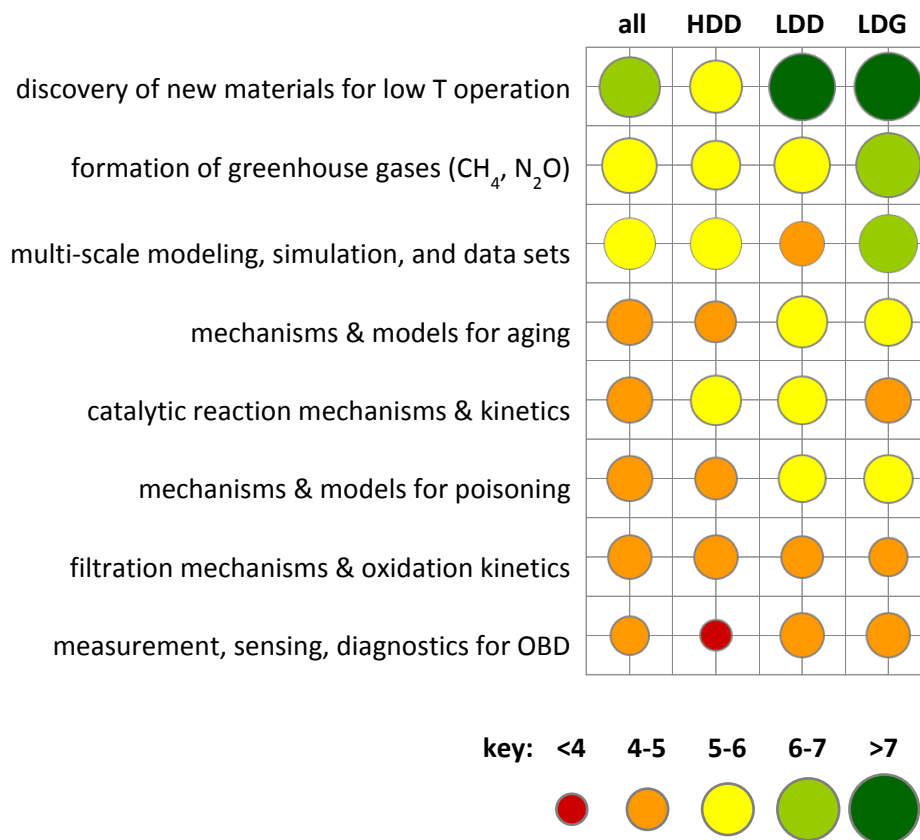 all HDD LDD LDG
discovery of new materials for low T operation
formation of greenhouse gases (CH₄, N₂O)
multi-scale modeling, simulation, and data sets
mechanisms & models for aging
catalytic reaction mechanisms & kinetics
mechanisms & models for poisoning
filtration mechanisms & oxidation kinetics
measurement, sensing, diagnostics for OBD
key: <4 4-5 5-6 6-7 >7